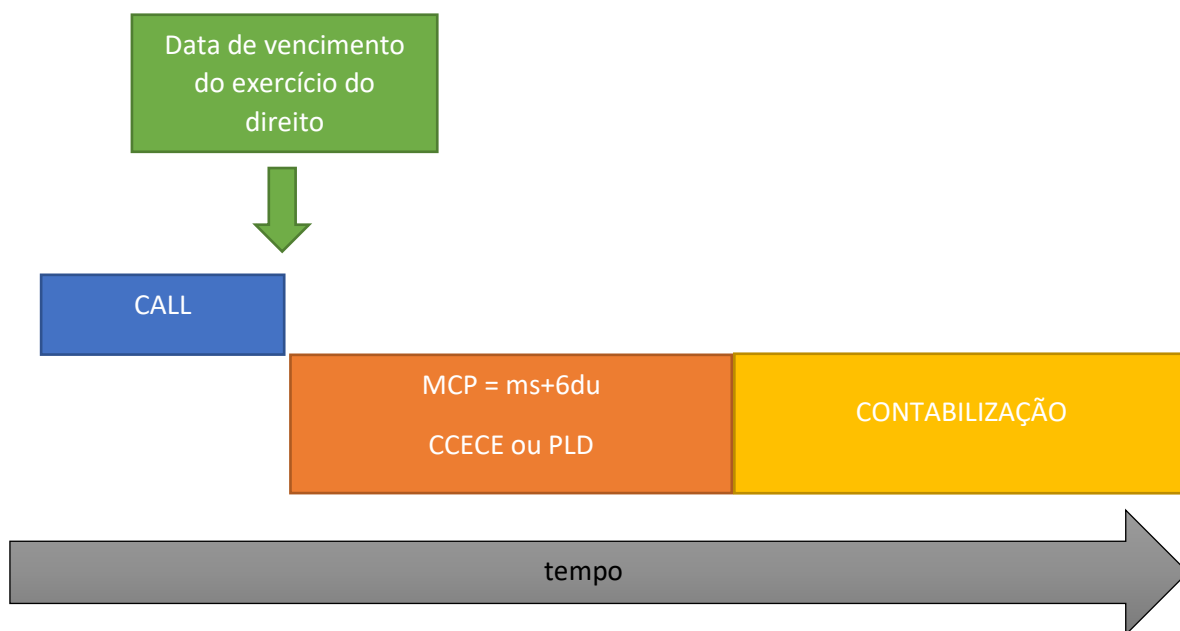 Data de vencimento
do exercício do
direito
CALL
MCP = ms+6du
CCECE ou PLD
CONTABILIZAÇÃO
tempo